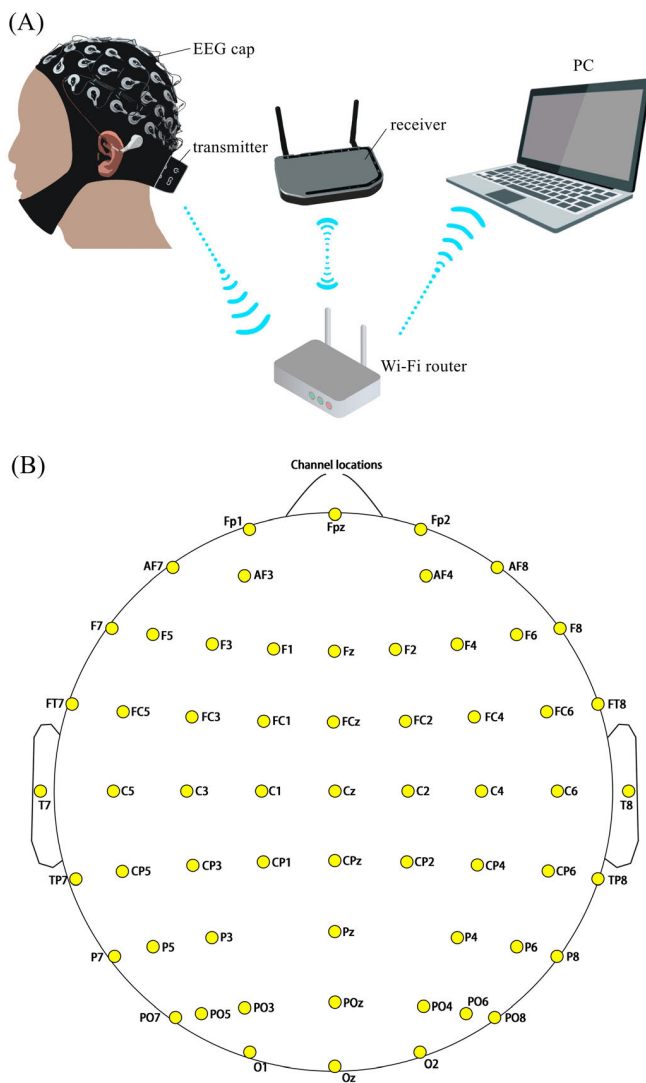 (A)
EEG cap
PC
receiver
transmitter
Wi-Fi router
(B)
Channel locations
Fp1 Fpz Fp2
AF7 AF3 AF4 AF8
F7 F5 F3 F1 Fz F2 F4 F6 F8
FT7 FC5 FC3 FC1 FCz FC2 FC4 FC6 FT8
T7 C5 C3 C1 Cz C2 C4 C6 T8
TP7 CP5 CP3 CP1 CPz CP2 CP4 CP6 TP8
P7 P5 P3 Pz P4 P6 P8
PO7 PO5 PO3 POz PO4 PO6 PO8
O1 Oz O2